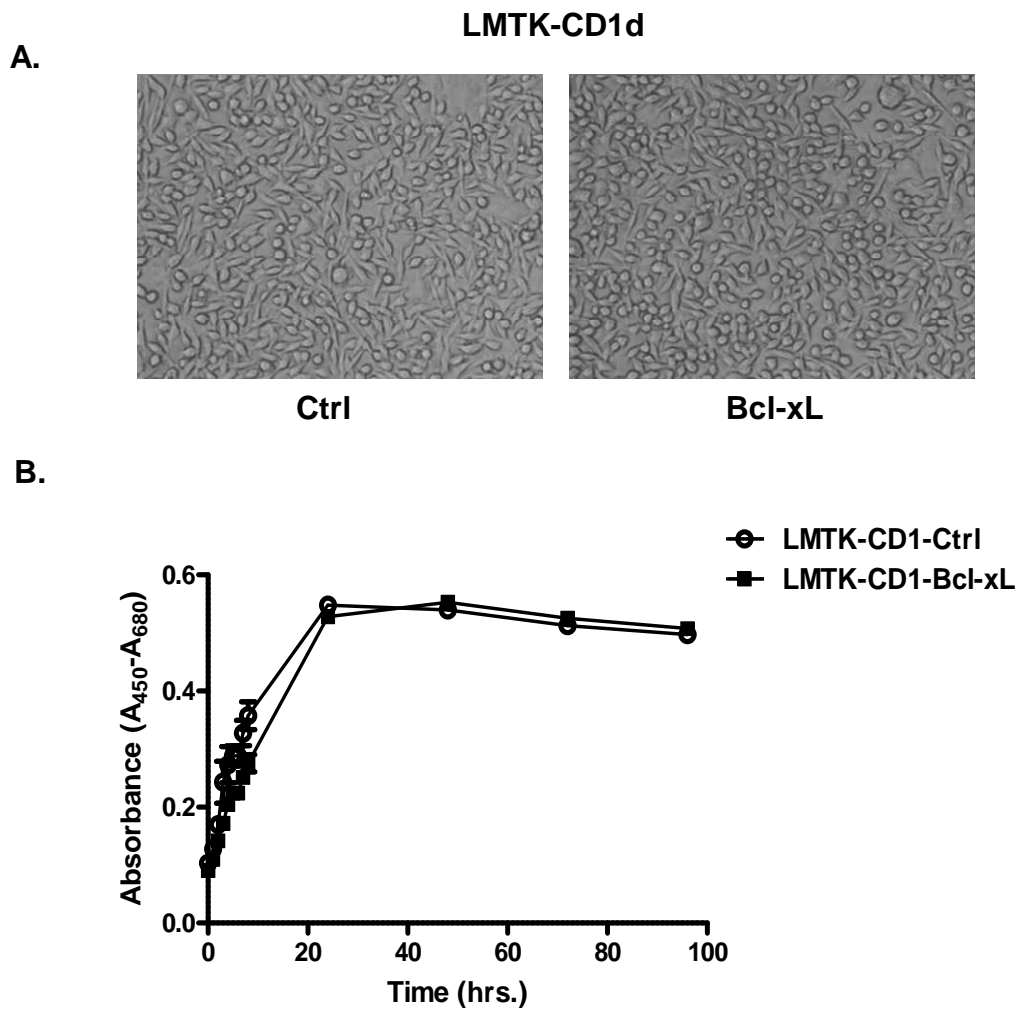 LMTK-CD1d
A.
Ctrl
Bcl-xL
B.
LMTK-CD1-Ctrl
LMTK-CD1-Bcl-xL
Absorbance (A450-A680)
0.6
0.4
0.2
0.0
0 20 40 60 80 100
Time (hrs.)